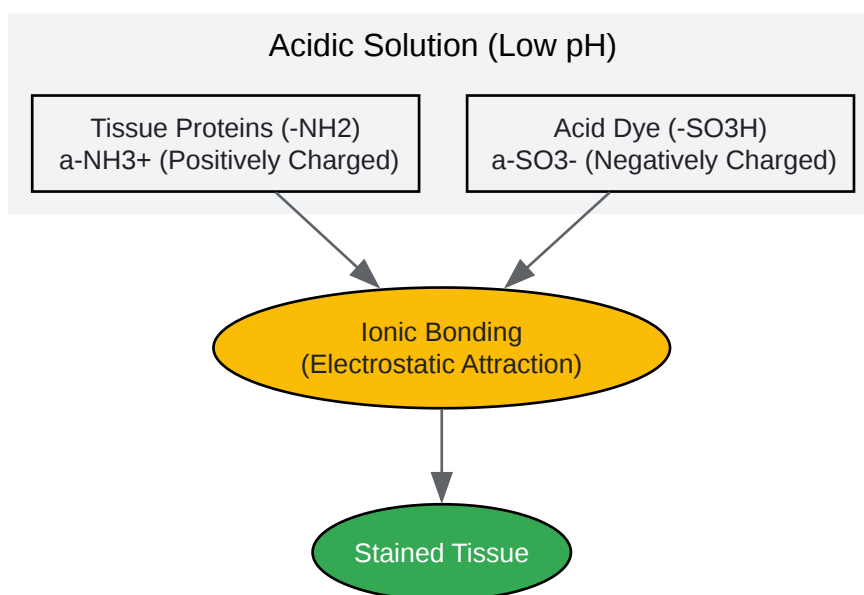 Acidic Solution (Low pH)
Tissue Proteins (-NH2)
a-NH3+ (Positively Charged)
Acid Dye (-SO3H)
a-SO3- (Negatively Charged)
Ionic Bonding
(Electrostatic Attraction)
Stained Tissue